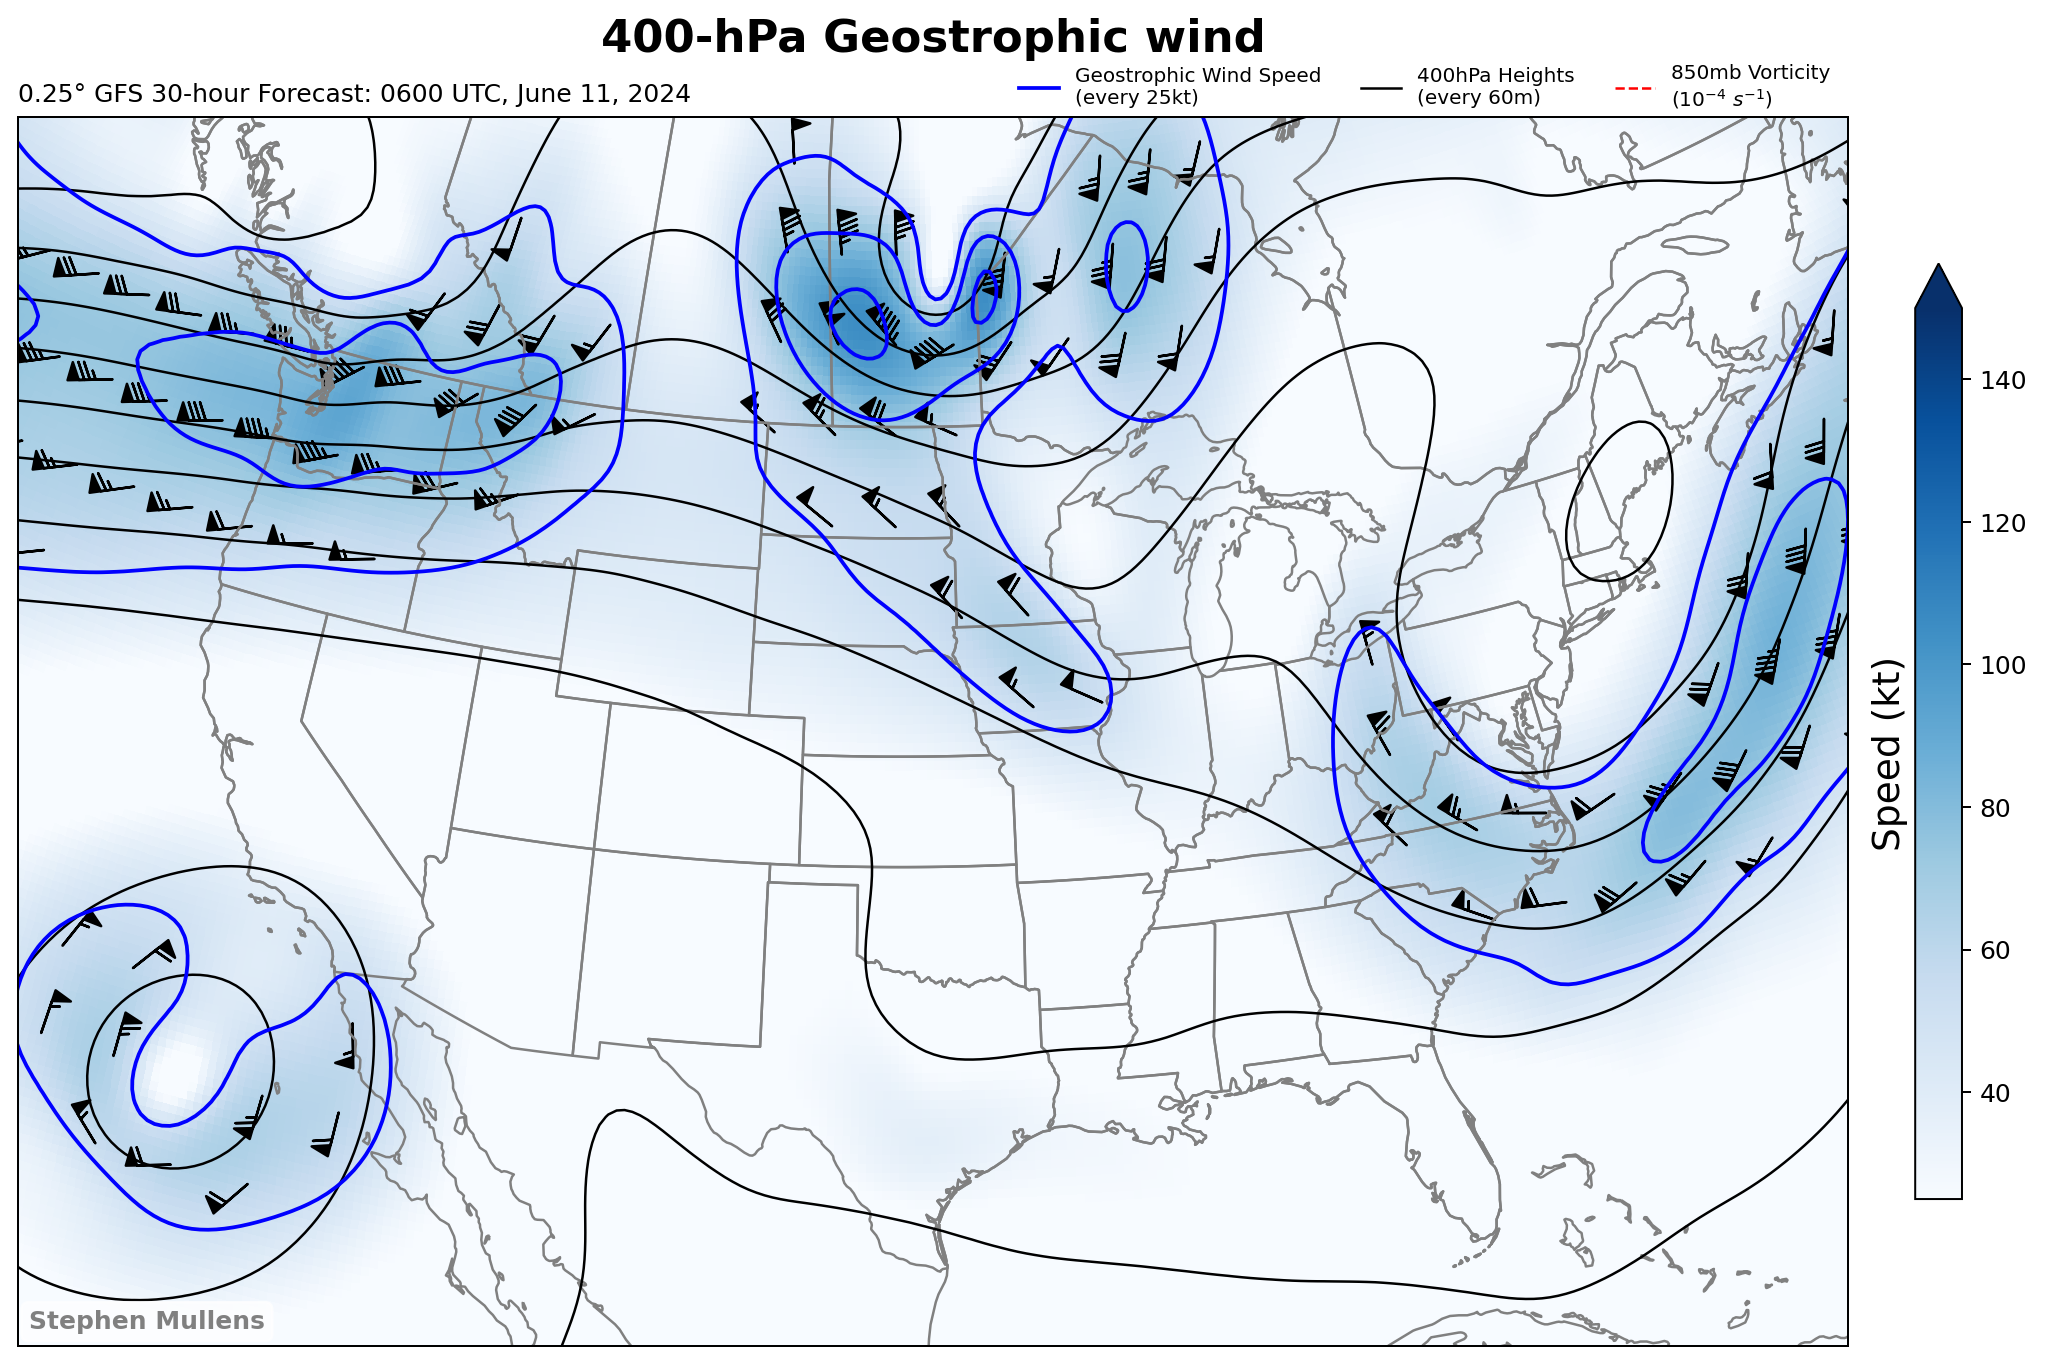 400-hPa Geostrophic wind
0.25° GFS 30-hour Forecast: 0600 UTC, June 11, 2024
Geostrophic Wind Speed
(every 25kt)
400hPa Heights
(every 60m)
850mb Vorticity
(10⁻⁴ s⁻¹)
140
120
100
80
60
40
Speed (kt)
Stephen Mullens